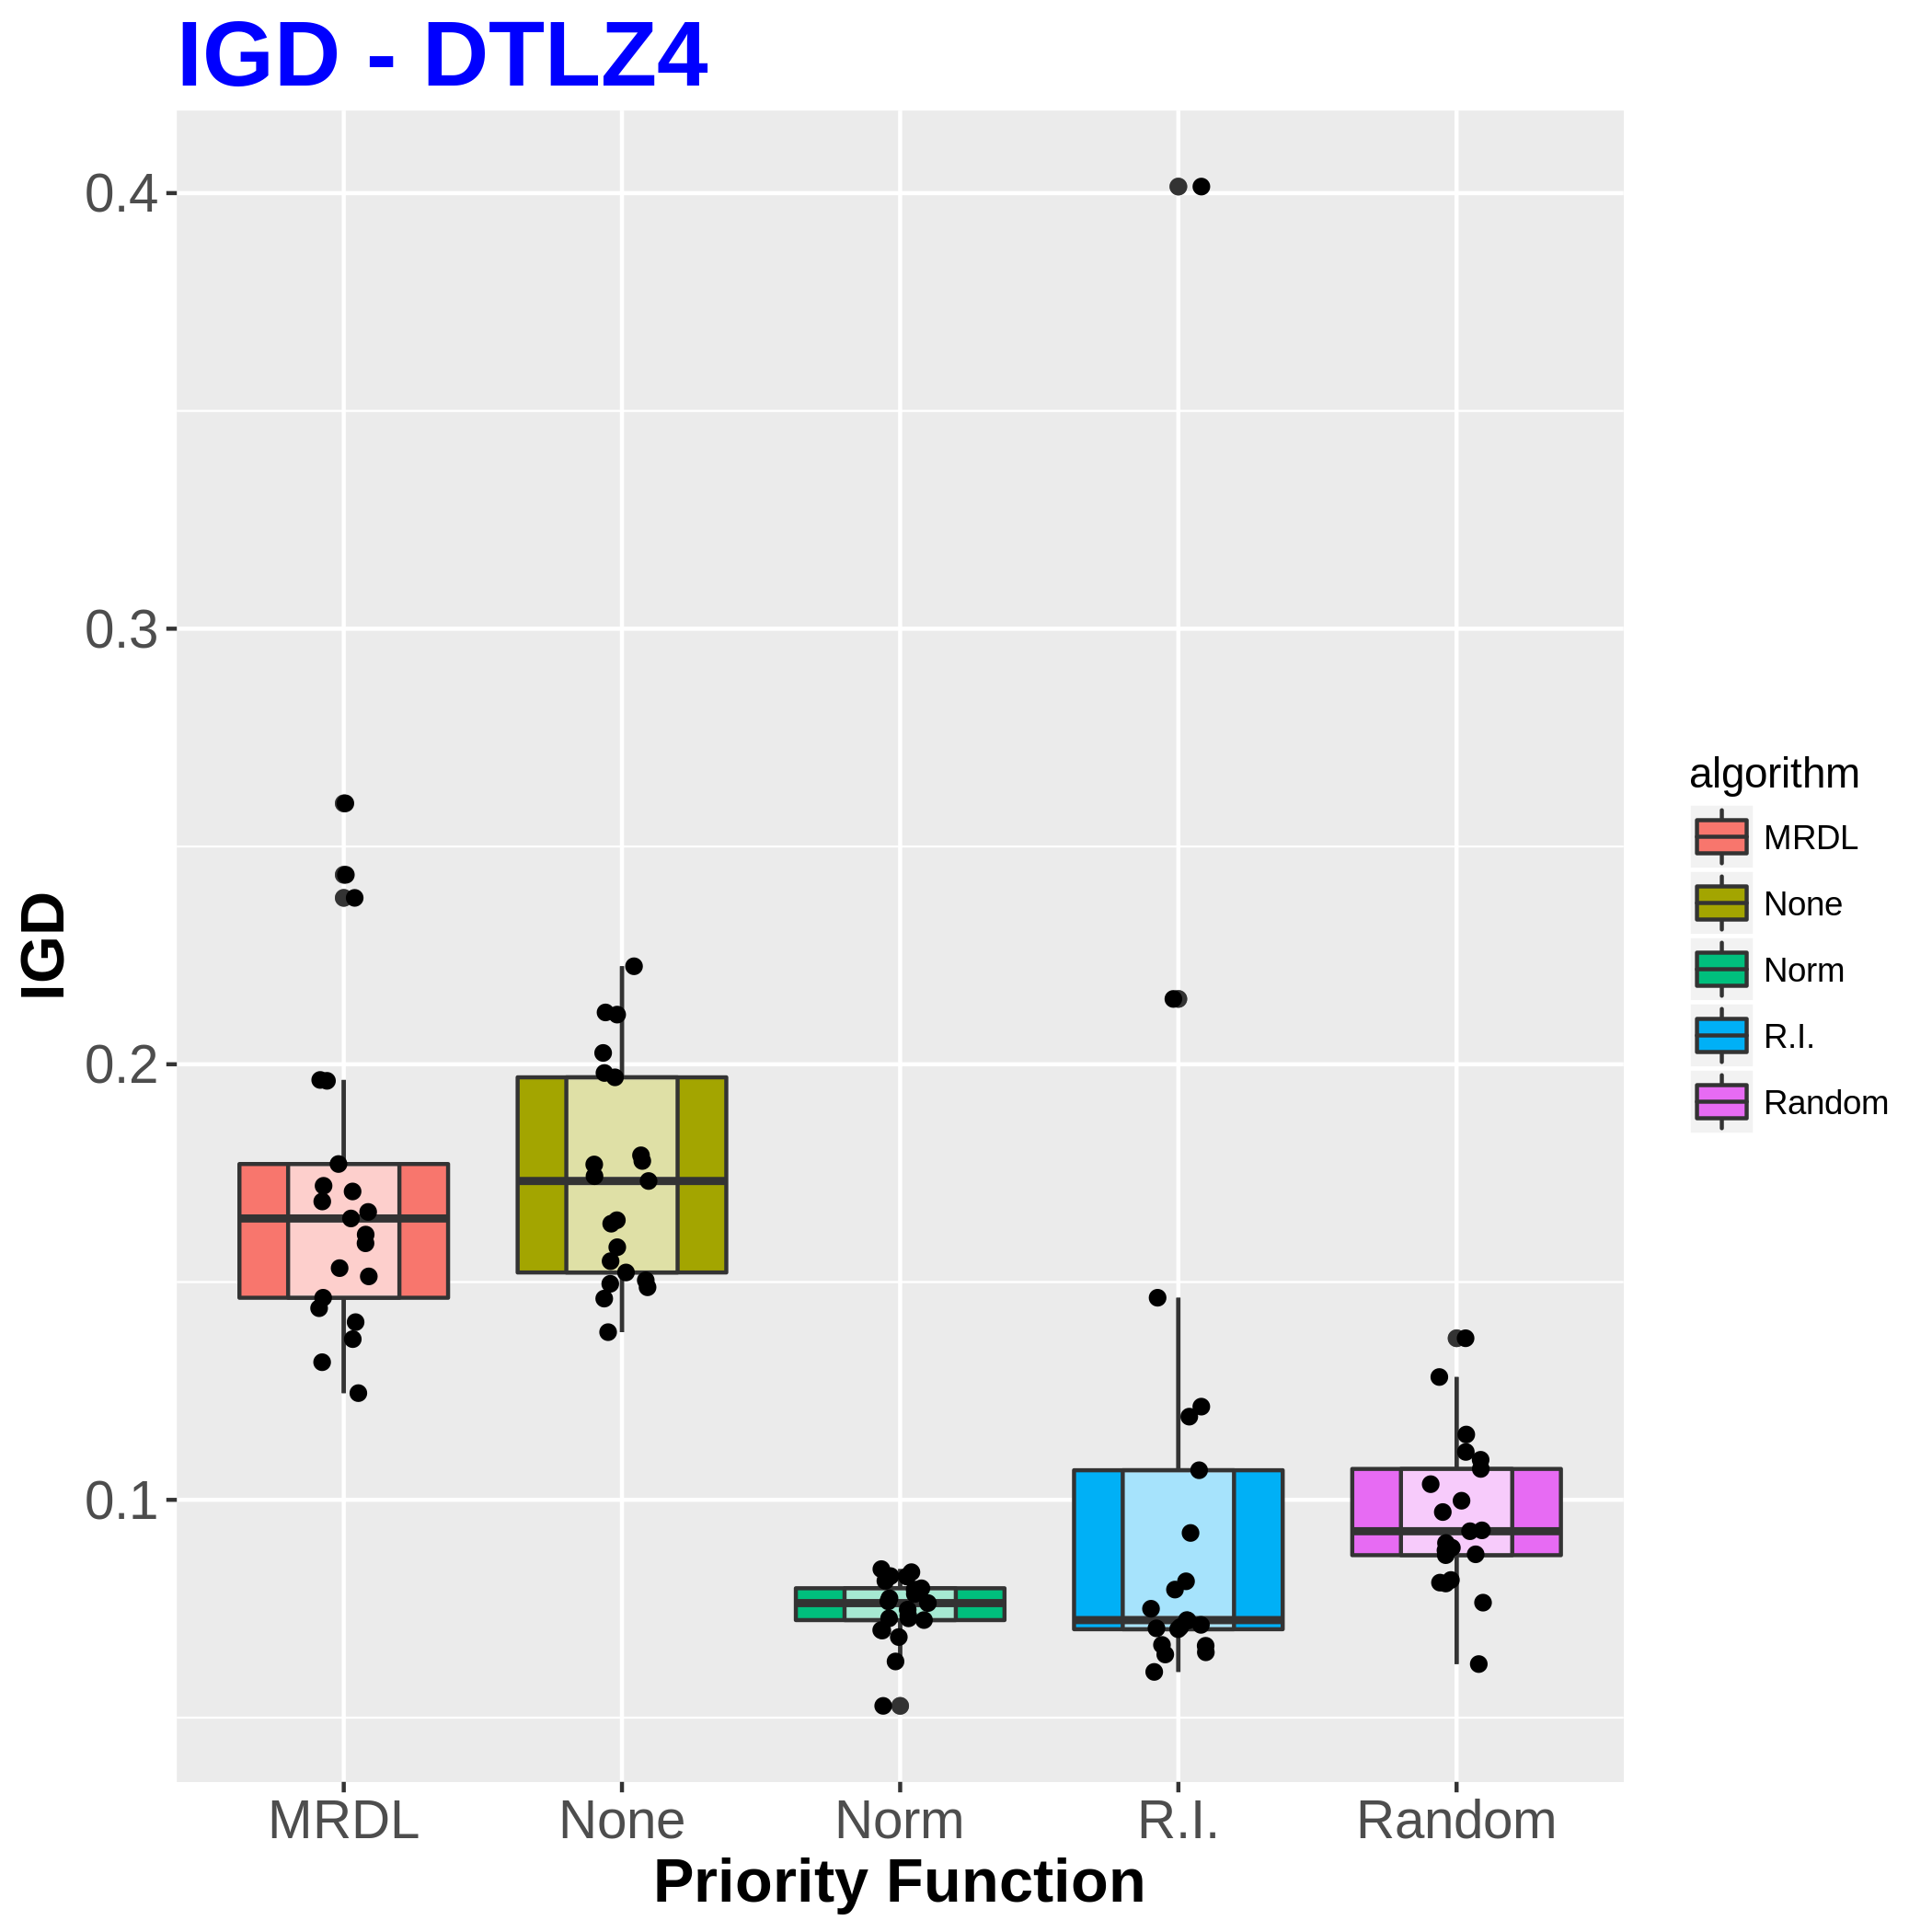 IGD - DTLZ4
0.4
0.3
0.2
0.1
IGD
MRDL None Norm R.I. Random
Priority Function
algorithm
MRDL
None
Norm
R.I.
Random